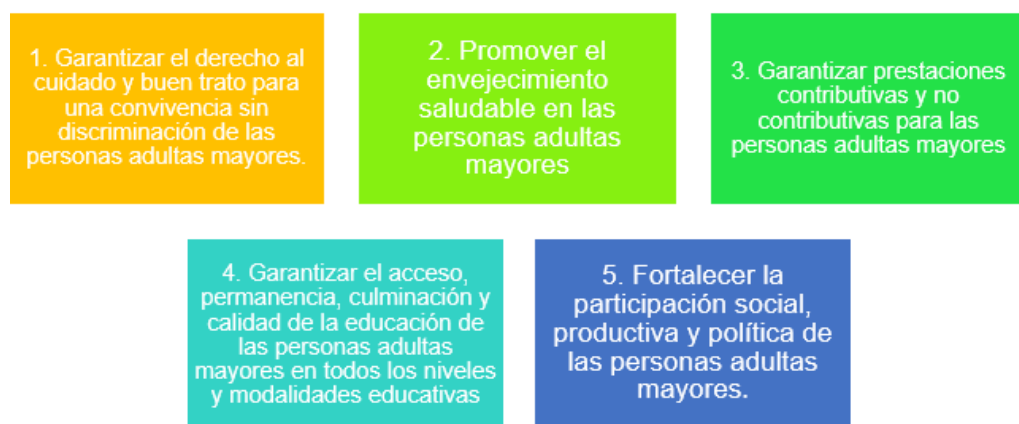 1. Garantizar el derecho al
cuidado y buen trato para
una convivencia sin
discriminación de las
personas adultas mayores.
2. Promover el
envejecimiento
saludable en las
personas adultas
mayores
3. Garantizar prestaciones
contributivas y no
contributivas para las
personas adultas mayores
4. Garantizar el acceso,
permanencia, culminación y
calidad de la educación de
las personas adultas
mayores en todos los niveles
y modalidades educativas
5. Fortalecer la
participación social,
productiva y política de
las personas adultas
mayores.